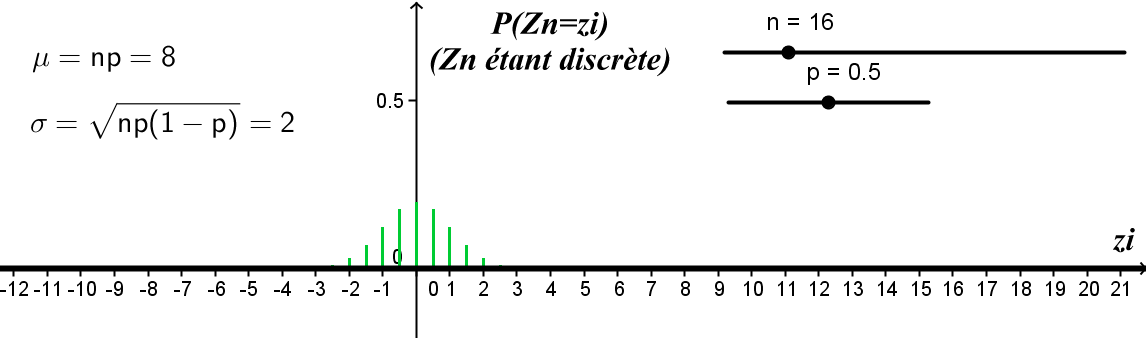 P(Zn=zi)
(Zn étant discrète)
n = 16
p = 0.5
μ = np = 8
σ = √np(1 − p) = 2
0.5
0
zi
-12 -11 -10 -9 -8 -7 -6 -5 -4 -3 -2 -1 0 1 2 3 4 5 6 7 8 9 10 11 12 13 14 15 16 17 18 19 20 21